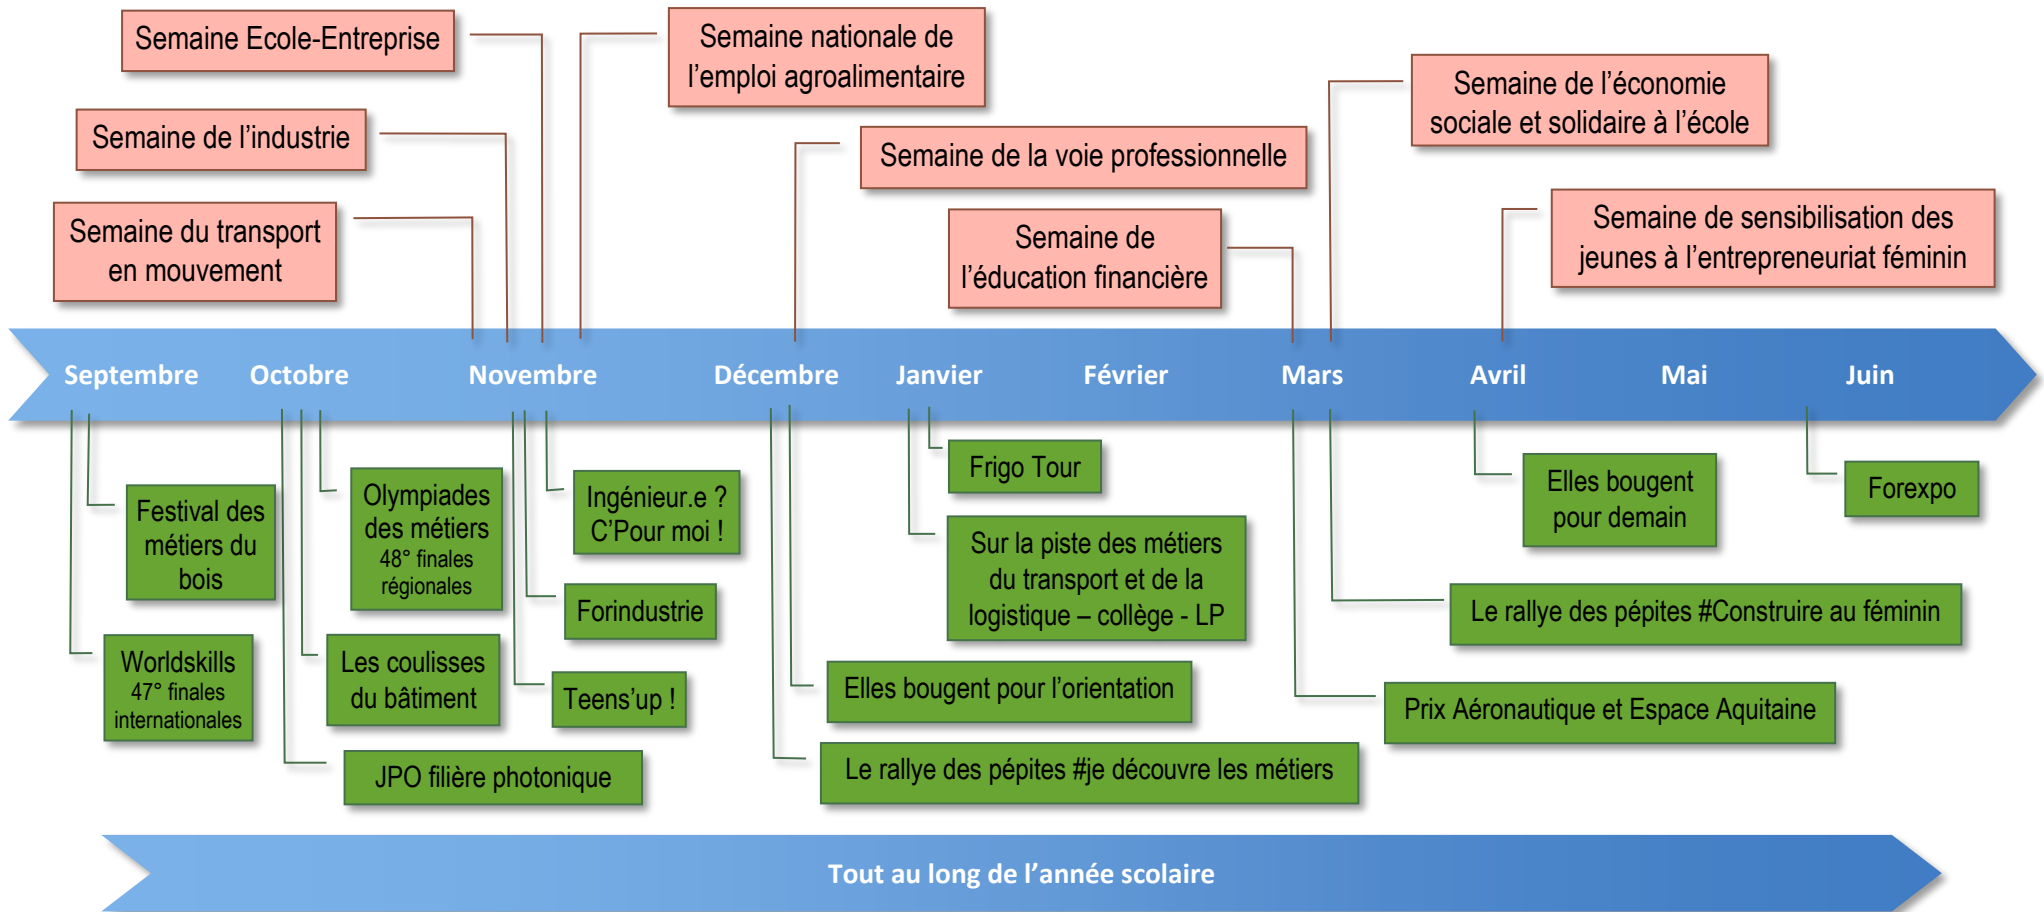 Semaine Ecole-Entreprise
Semaine nationale de
l’emploi agroalimentaire
Semaine de l’économie
sociale et solidaire à l’école
Semaine de l’industrie
Semaine de la voie professionnelle
Semaine du transport
en mouvement
Semaine de
l’éducation financière
Semaine de sensibilisation des
jeunes à l’entrepreneuriat féminin
Septembre Octobre Novembre Décembre Janvier Février Mars Avril Mai Juin
Festival des
métiers du
bois
Worldskills
47° finales
internationales
Olympiades
des métiers
48° finales
régionales
Les coulisses
du bâtiment
JPO filière photonique
Ingénieur.e ?
C’Pour moi !
Forindustrie
Teens’up !
Frigo Tour
Sur la piste des métiers
du transport et de la
logistique – collège - LP
Elles bougent pour l’orientation
Le rallye des pépites #je découvre les métiers
Elles bougent
pour demain
Le rallye des pépites #Construire au féminin
Prix Aéronautique et Espace Aquitaine
Forexpo
Tout au long de l’année scolaire